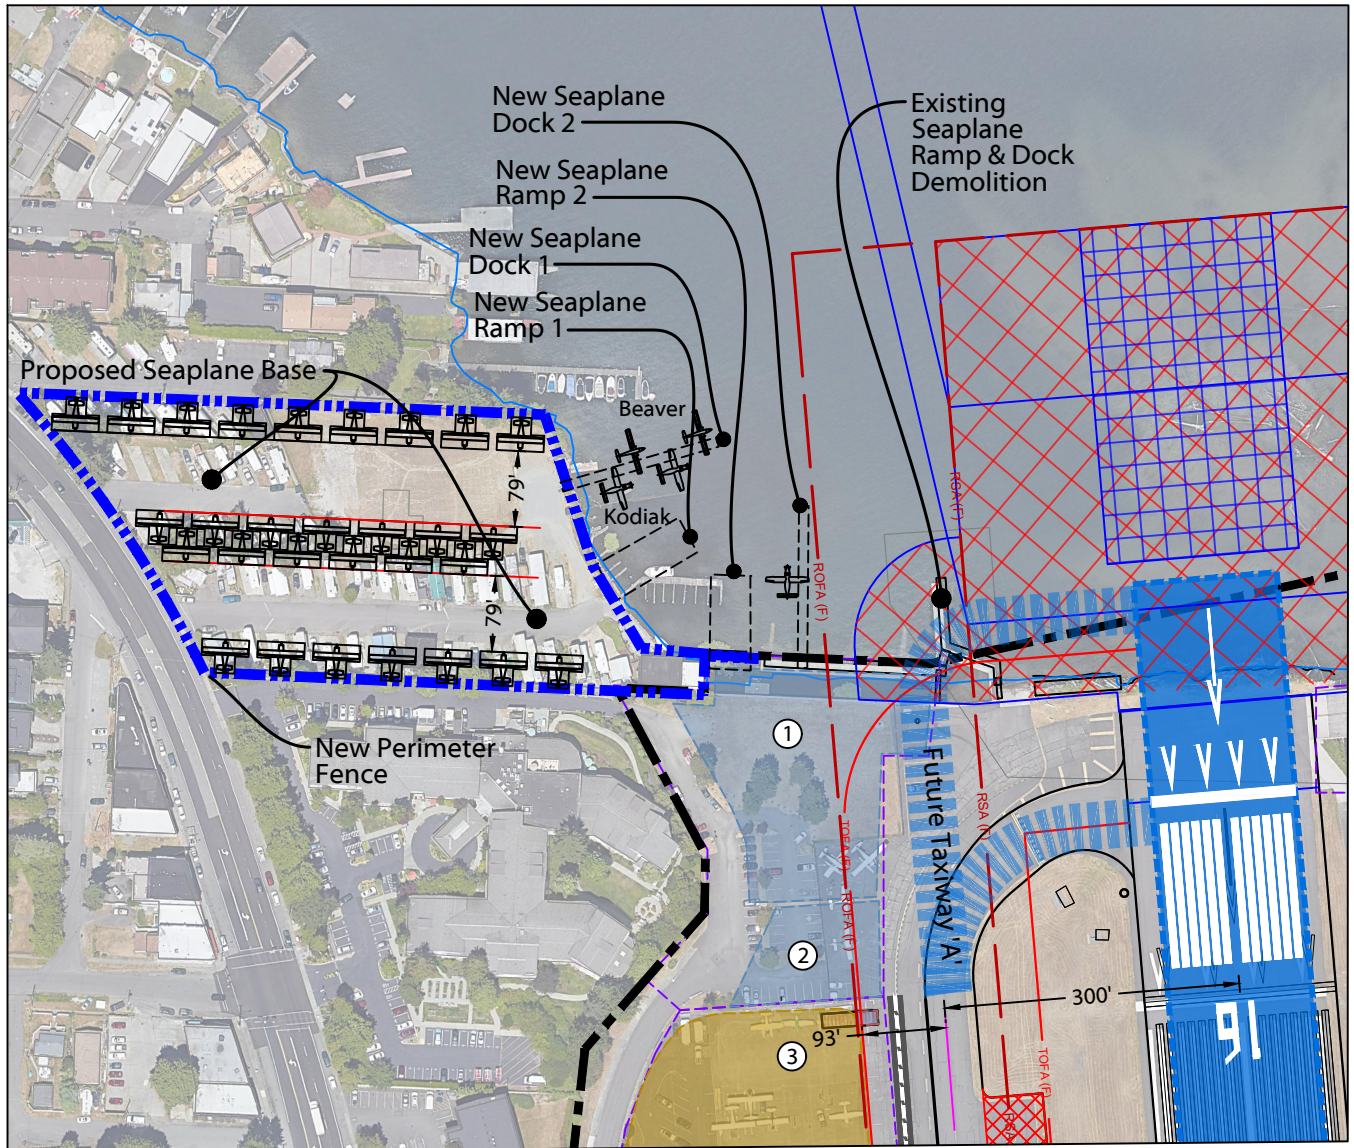 New Seaplane
Dock 2
Existing
Seaplane
Ramp & Dock
Demolition
New Seaplane
Ramp 2
New Seaplane
Dock 1
New Seaplane
Ramp 1
Proposed Seaplane Base
Beaver
Kodiak
79'
79'
RSA (F)
ROFA (F)
New Perimeter
Fence
1
Future Taxiway 'A'
RSA (F)
TOFA (F)
ROFA (F)
2
300'
93'
16
3
TOFA (F)
RSA